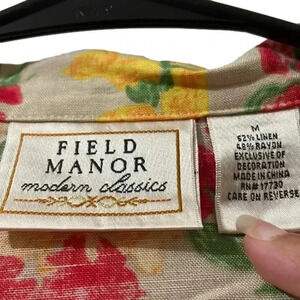 FIELD
MANOR
modern classics
M
52% LINEN
48% RAYON
EXCLUSIVE OF
DECORATION
MADE IN CHINA
RN# 17730
CARE ON REVERSE